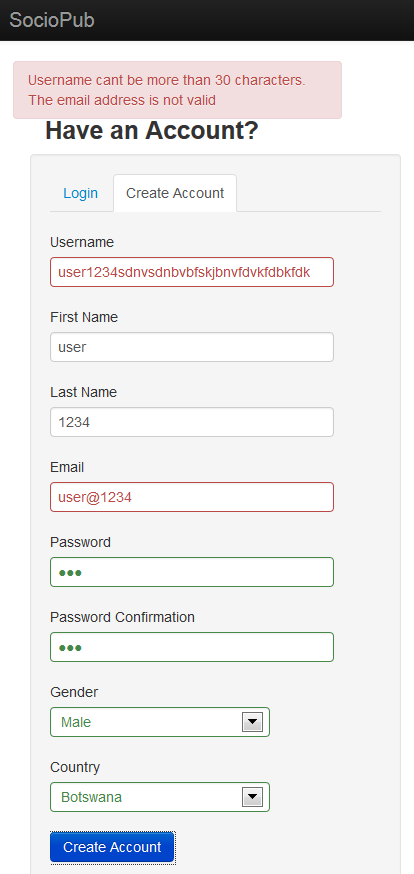 SocioPub
Username cant be more than 30 characters.
The email address is not valid
Have an Account?
Login
Create Account
Username
user1234sdnvsdnbvbfskjbnvfdvkfdbkfdk
First Name
user
Last Name
1234
Email
user@1234
Password
●●●
Password Confirmation
●●●
Gender
Male
Country
Botswana
Create Account